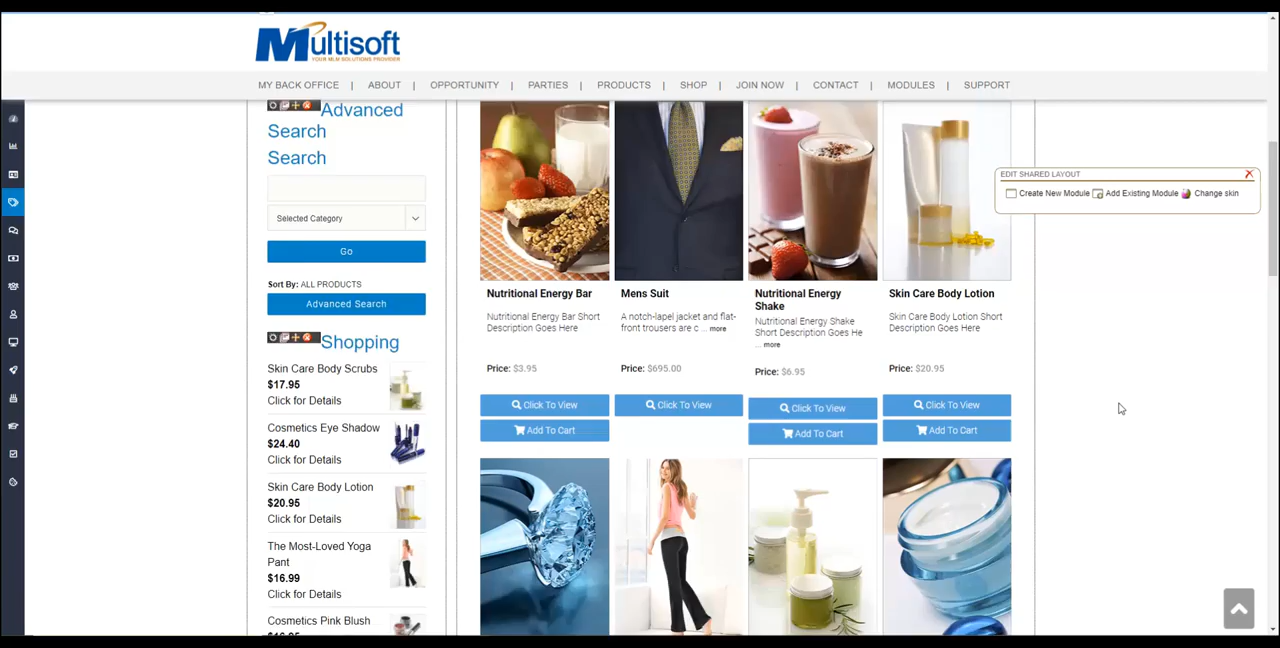 Multisoft
YOUR MLM SOLUTIONS PROVIDER
MY BACK OFFICE | ABOUT | OPPORTUNITY | PARTIES | PRODUCTS | SHOP | JOIN NOW | CONTACT | MODULES | SUPPORT
Advanced
Search
Search
Selected Category
Go
Sort By: ALL PRODUCTS
Advanced Search
Shopping
Skin Care Body Scrubs
$17.95
Click for Details
Cosmetics Eye Shadow
$24.40
Click for Details
Skin Care Body Lotion
$20.95
Click for Details
The Most-Loved Yoga
Pant
$16.99
Click for Details
Cosmetics Pink Blush
$16.95
Nutritional Energy Bar
Nutritional Energy Bar Short
Description Goes Here
Price: $3.95
Click To View
Add To Cart
Mens Suit
A notch-lapel jacket and flat-
front trousers are c ... more
Price: $695.00
Click To View
Nutritional Energy
Shake
Nutritional Energy Shake
Short Description Goes He
... more
Price: $6.95
Click To View
Add To Cart
Skin Care Body Lotion
Skin Care Body Lotion Short
Description Goes Here
Price: $20.95
Click To View
Add To Cart
EDIT SHARED LAYOUT
Create New Module Add Existing Module Change skin